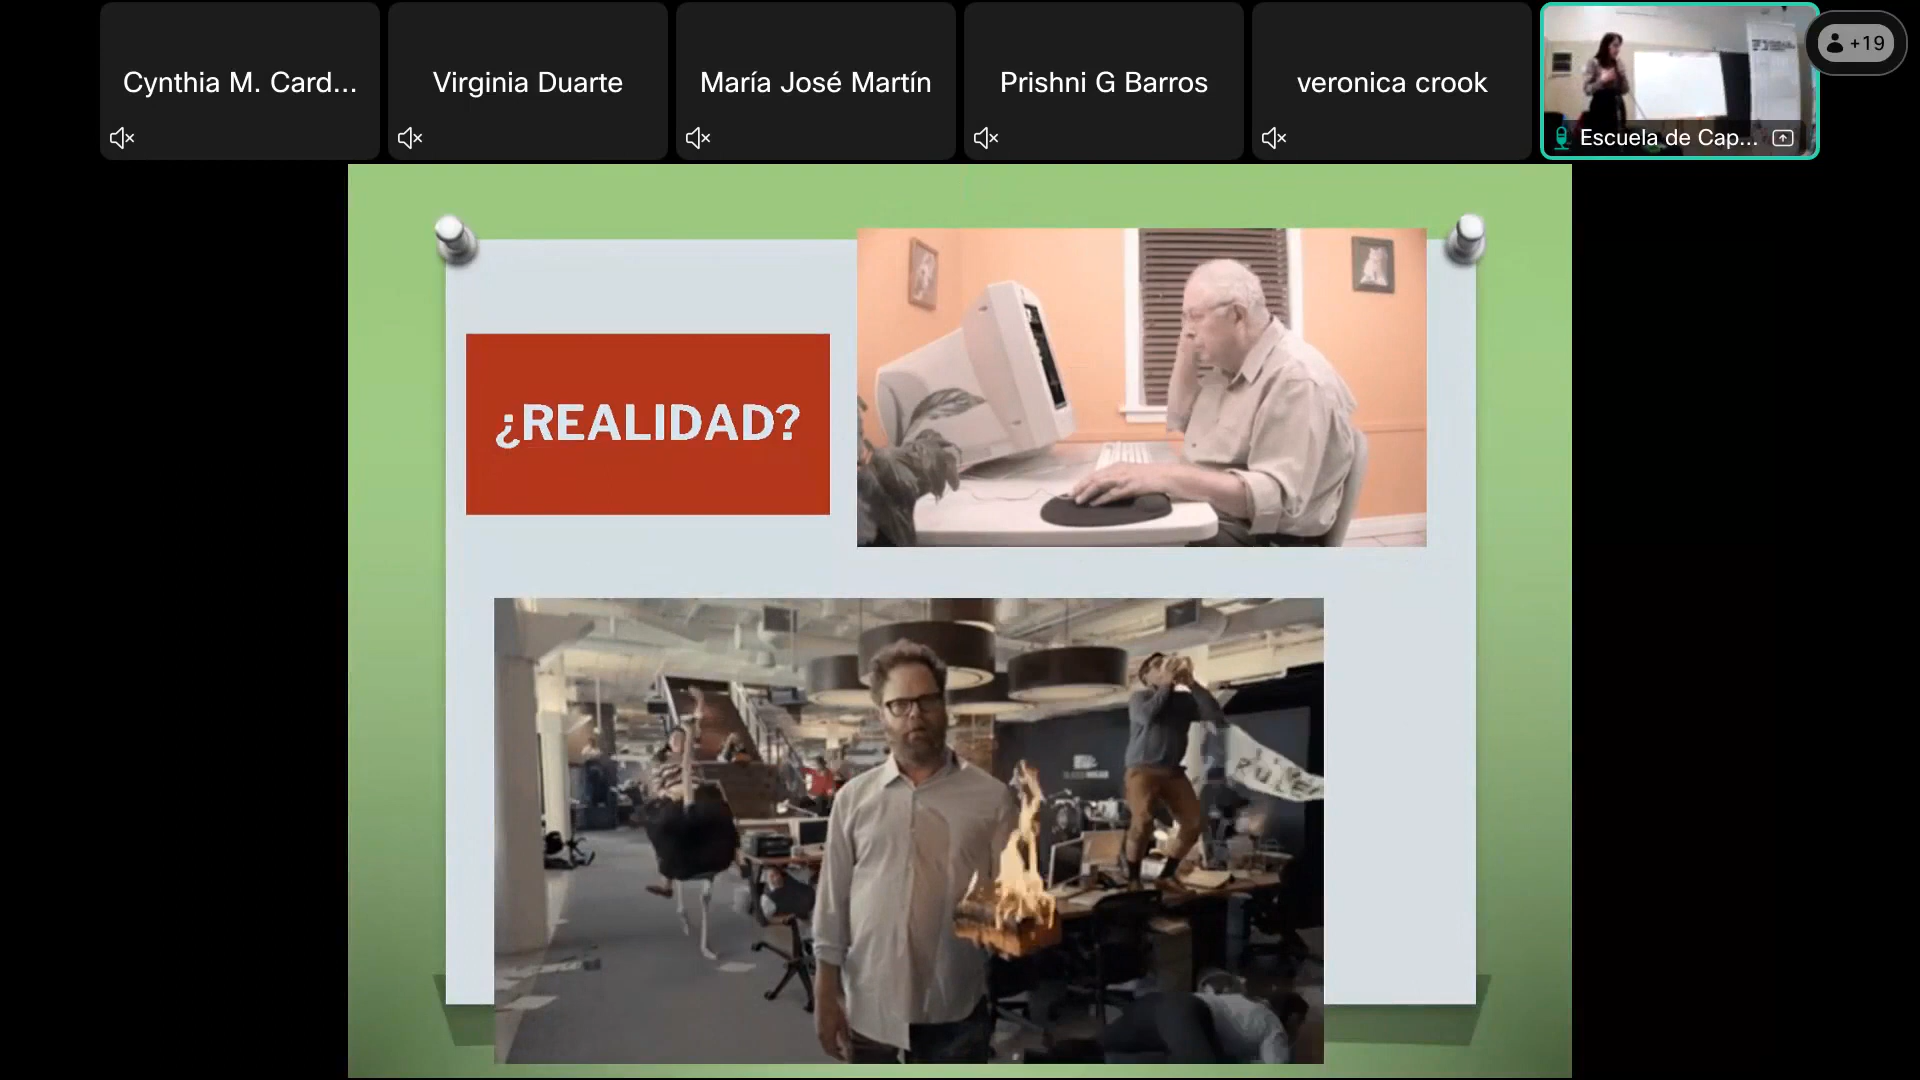 Cynthia M. Card...
Virginia Duarte
María José Martín
Prishni G Barros
veronica crook
Escuela de Cap...
+19
¿REALIDAD?